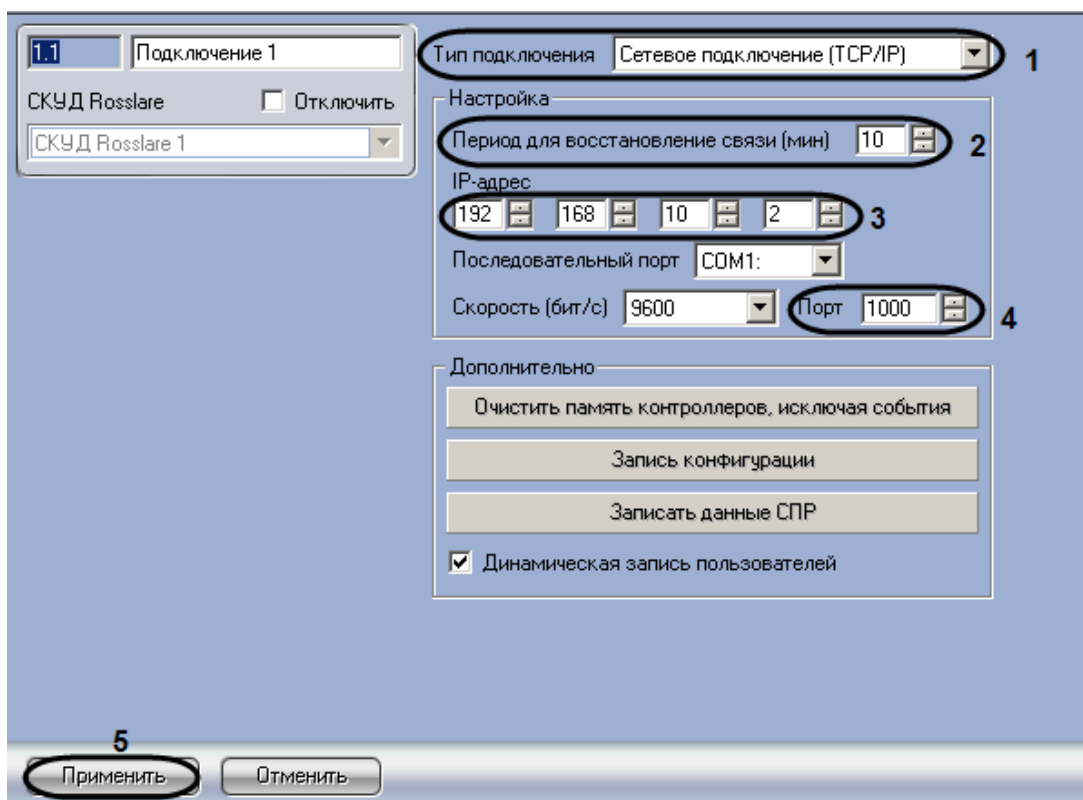 1.1 Подключение 1
СКУД Rosslare Отключить
СКУД Rosslare 1
Тип подключения Сетевое подключение (TCP/IP) 1
Настройка
Период для восстановление связи (мин) 10 2
IP-адрес
192 168 10 2 3
Последовательный порт COM1:
Скорость (бит/с) 9600 Порт 1000 4
Дополнительно
Очистить память контроллеров, исключая события
Запись конфигурации
Записать данные СПР
Динамическая запись пользователей
5
Применить Отменить